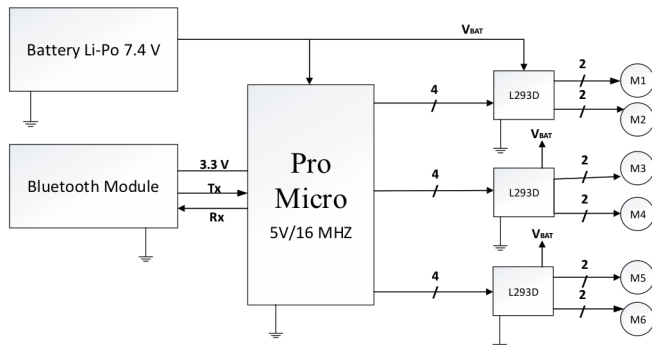 Battery Li-Po 7.4 V
VBAT
Bluetooth Module
3.3 V
Tx
Rx
Pro
Micro
5V/16 MHZ
4
4
4
L293D
2
2
M1
M2
VBAT
L293D
2
2
M3
M4
VBAT
L293D
2
2
M5
M6